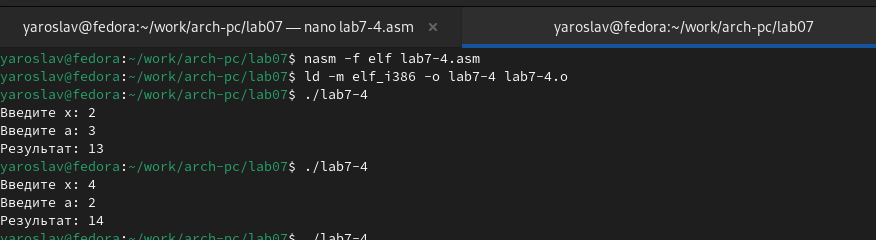 yaroslav@fedora:~/work/arch-pc/lab07 — nano lab7-4.asm ×
yaroslav@fedora:~/work/arch-pc/lab07
yaroslav@fedora:~/work/arch-pc/lab07$ nasm -f elf lab7-4.asm
yaroslav@fedora:~/work/arch-pc/lab07$ ld -m elf_i386 -o lab7-4 lab7-4.o
yaroslav@fedora:~/work/arch-pc/lab07$ ./lab7-4
Введите x: 2
Введите a: 3
Результат: 13
yaroslav@fedora:~/work/arch-pc/lab07$ ./lab7-4
Введите x: 4
Введите a: 2
Результат: 14
yaroslav@fedora:~/work/arch-pc/lab07$ ./lab7-4